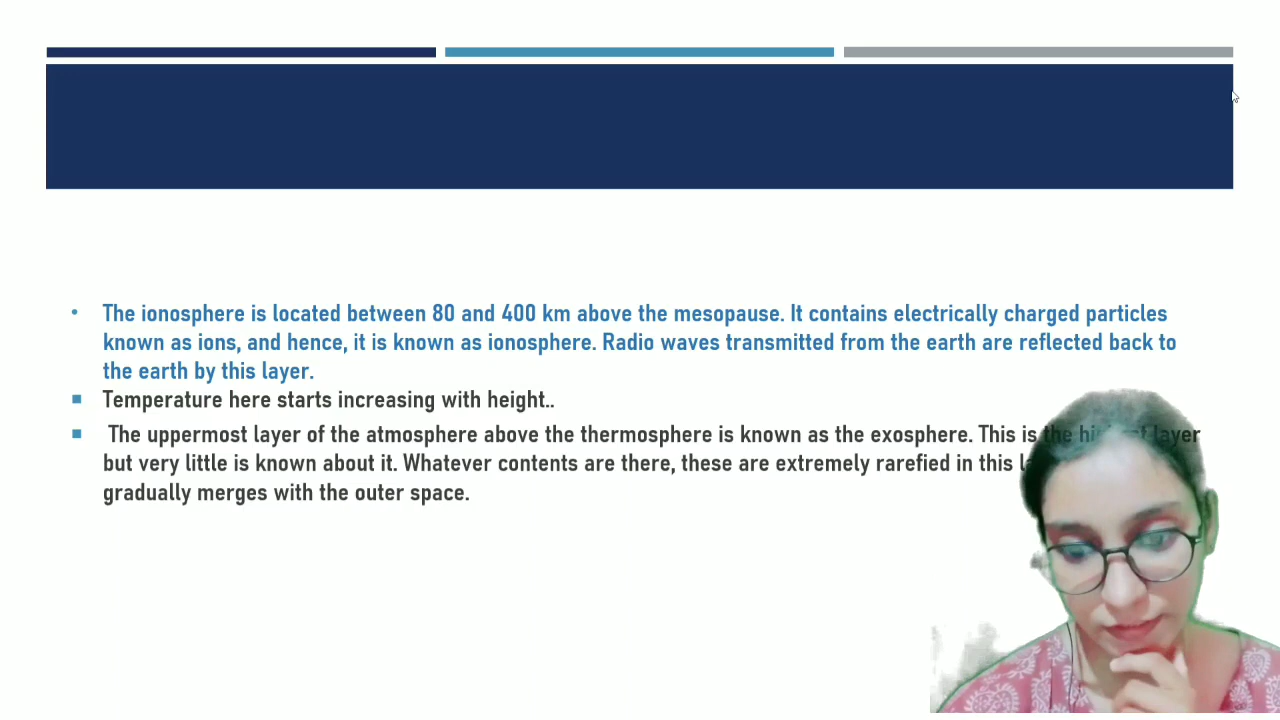 The ionosphere is located between 80 and 400 km above the mesopause. It contains electrically charged particles
known as ions, and hence, it is known as ionosphere. Radio waves transmitted from the earth are reflected back to
the earth by this layer.
Temperature here starts increasing with height..
The uppermost layer of the atmosphere above the thermosphere is known as the exosphere. This is the highest layer
but very little is known about it. Whatever contents are there, these are extremely rarefied in this
gradually merges with the outer space.